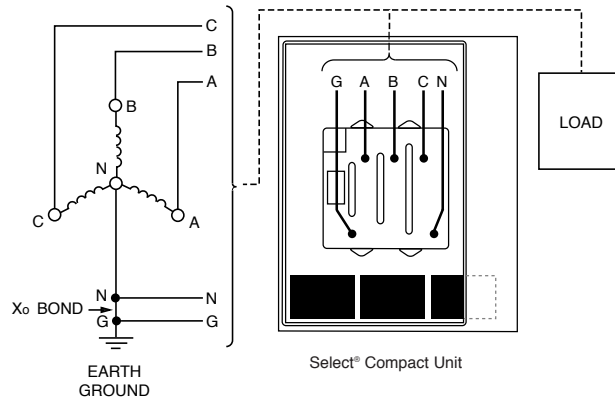 C
B
A
B
N
C
A
N
N
X₀ BOND
G
G
EARTH
GROUND
G A B C N
Select® Compact Unit
LOAD